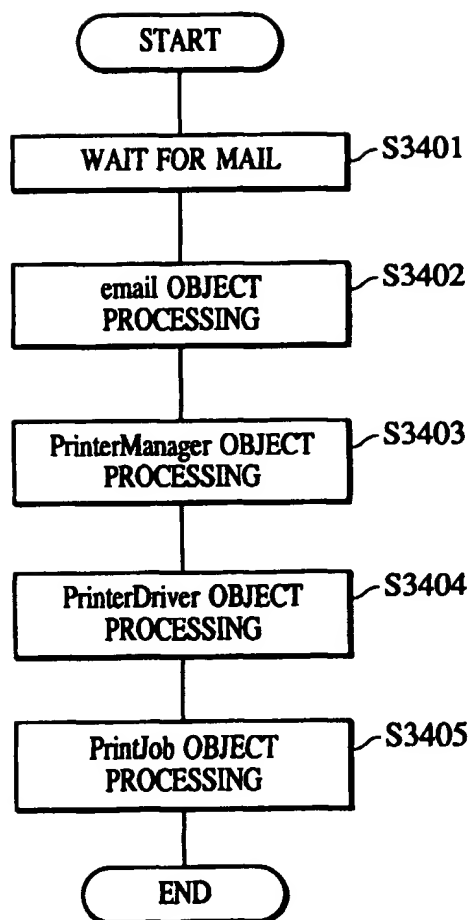 START
WAIT FOR MAIL
S3401
email OBJECT
PROCESSING
S3402
PrinterManager OBJECT
PROCESSING
S3403
PrinterDriver OBJECT
PROCESSING
S3404
PrintJob OBJECT
PROCESSING
S3405
END